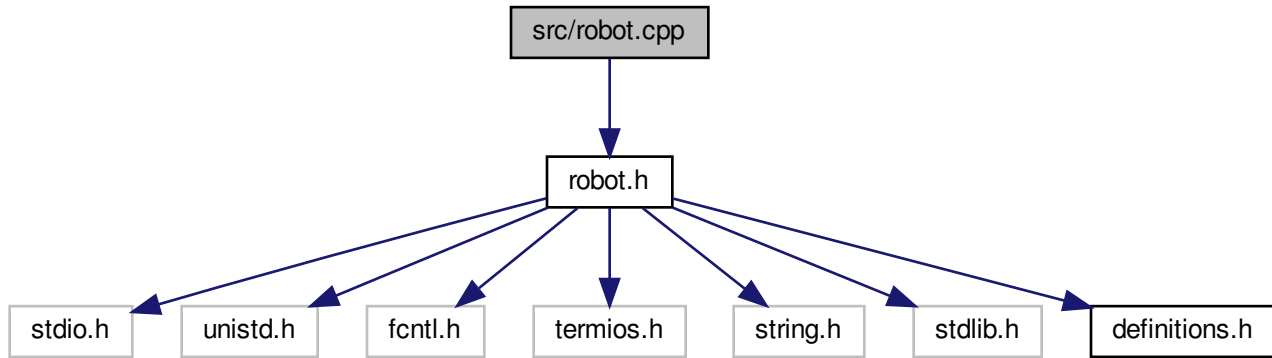 src/robot.cpp
robot.h
stdio.h
unistd.h
fcntl.h
termios.h
string.h
stdlib.h
definitions.h